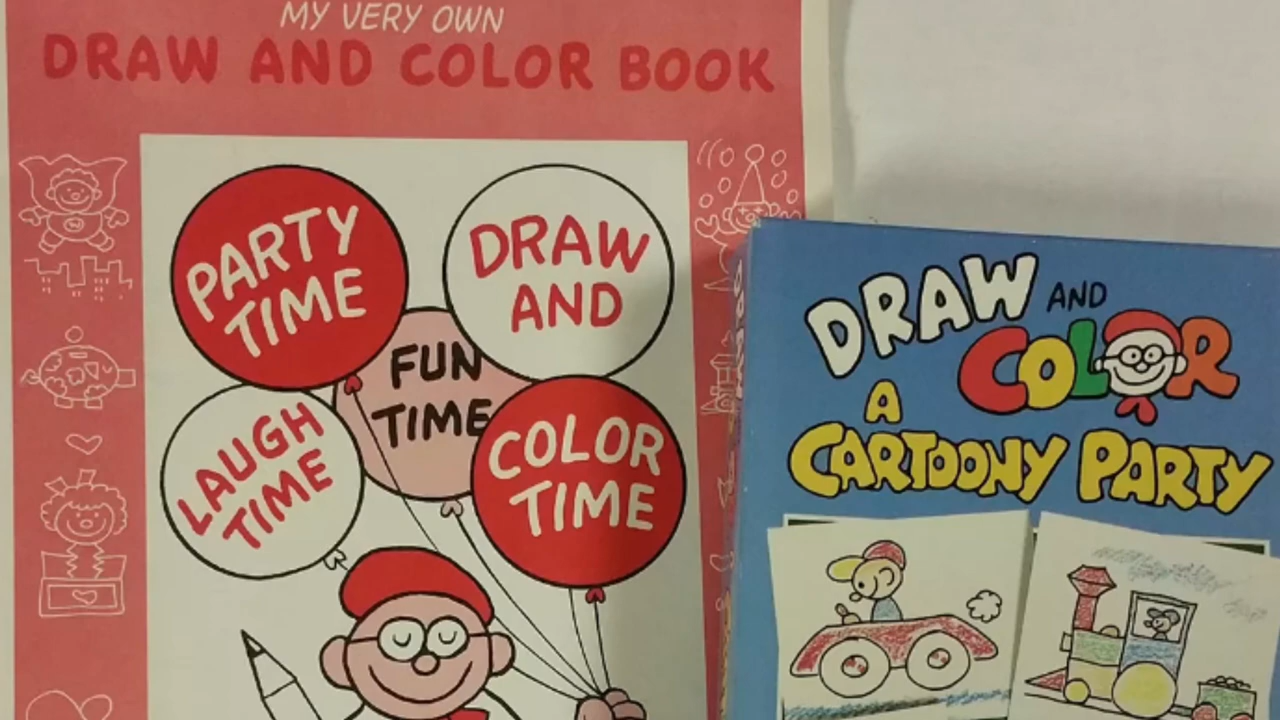 MY VERY OWN
DRAW AND COLOR BOOK
PARTY
TIME
DRAW
AND
FUN
TIME
LAUGH
TIME
COLOR
TIME
DRAW AND
COLOR
A
CARTOONY PARTY